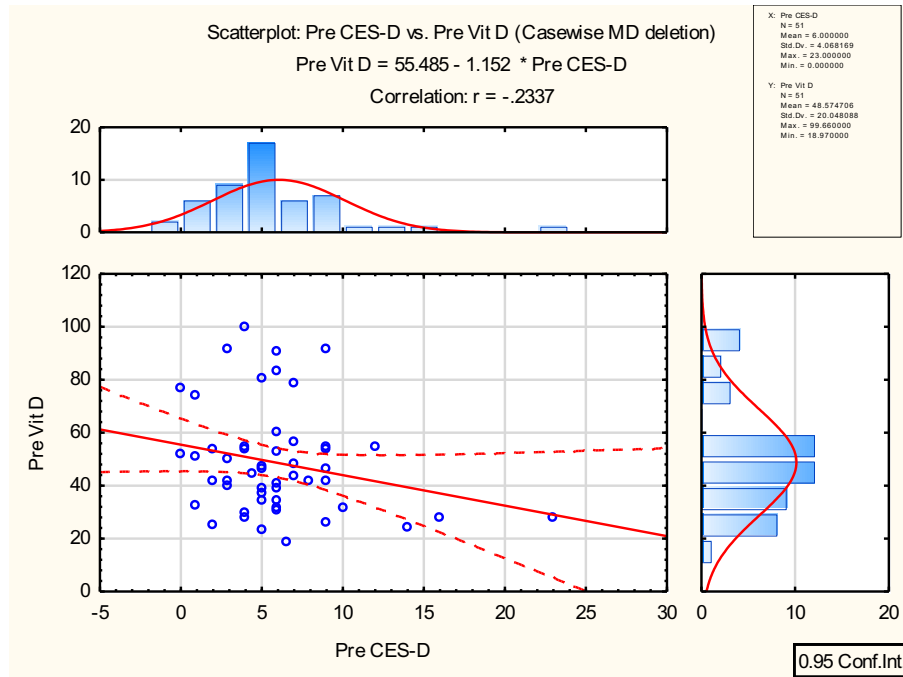 Scatterplot: Pre CES-D vs. Pre Vit D (Casewise MD deletion)
Pre Vit D = 55.485 - 1.152 * Pre CES-D
Correlation: r = -.2337
X: Pre CES-D
N = 51
Mean = 6.000000
Std.Dv. = 4.068169
Max. = 23.000000
Min. = 0.000000
Y: Pre Vit D
N = 51
Mean = 48.574706
Std.Dv. = 20.048088
Max. = 99.660000
Min. = 18.970000
20
10
0
120
100
80
60
40
20
0
Pre Vit D
-5 0 5 10 15 20 25 30
Pre CES-D
0 10 20
0.95 Conf.Int